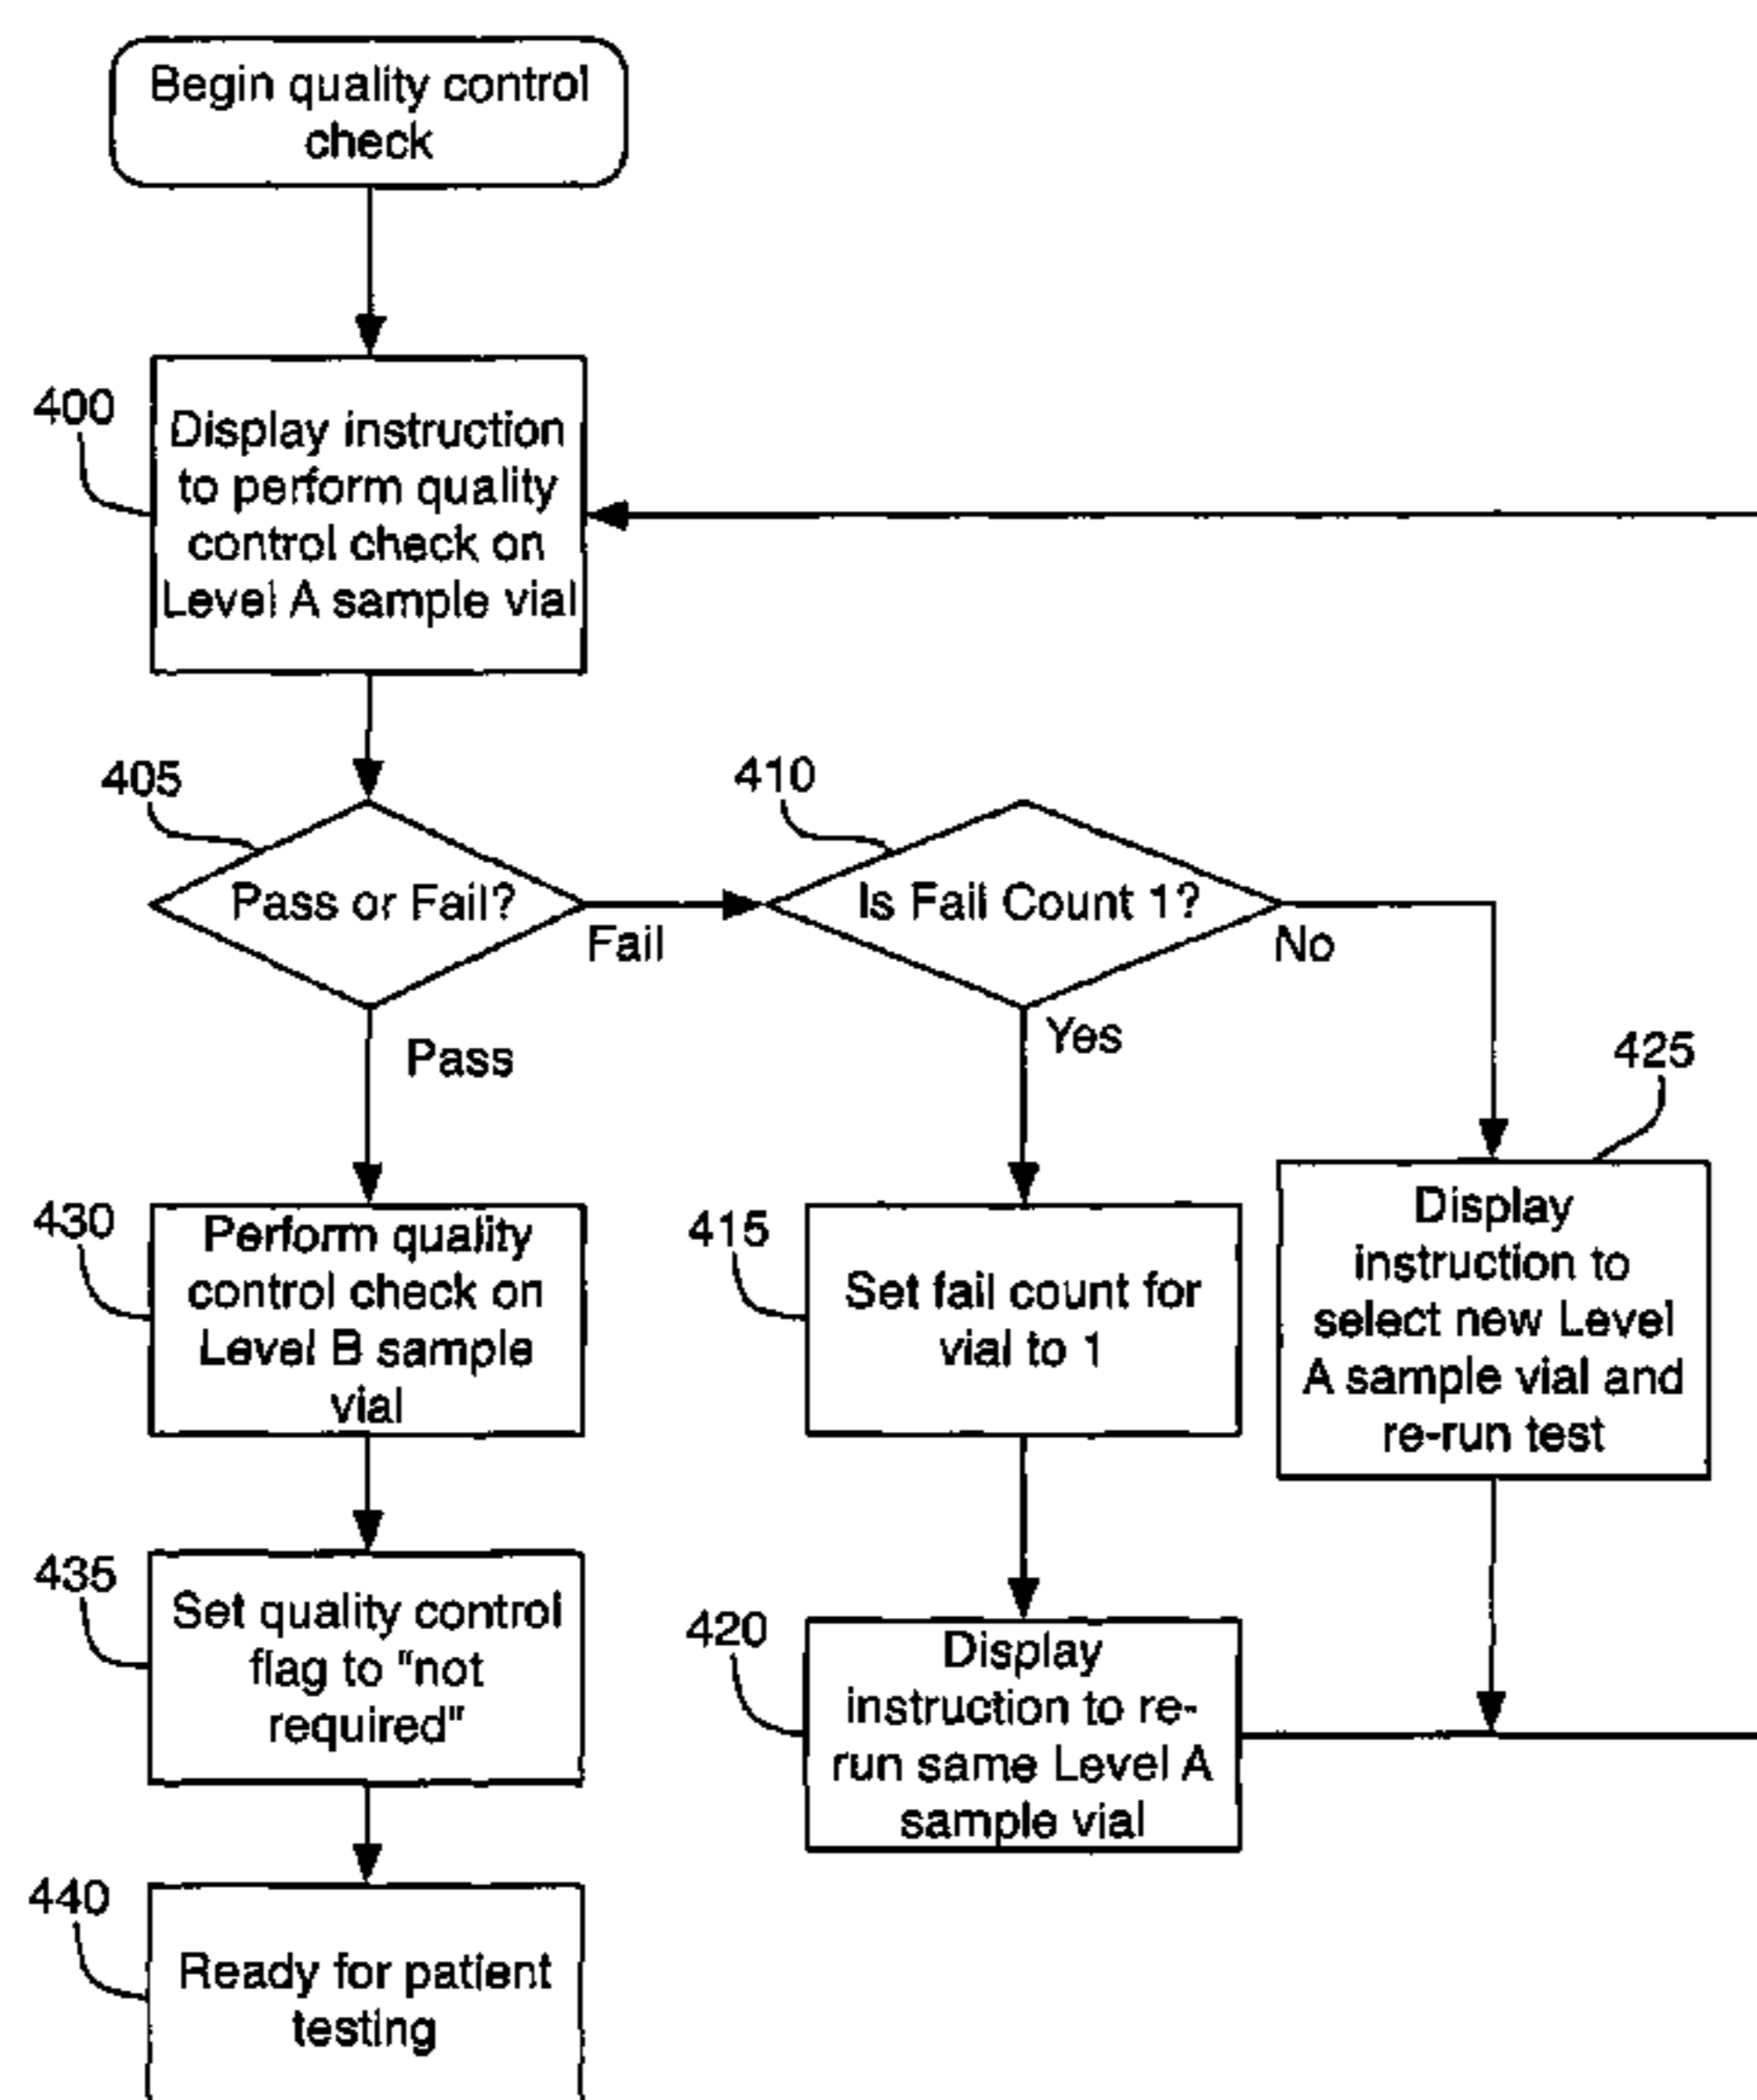 Begin quality control
check
400
Display instruction
to perform quality
control check on
Level A sample vial
405
Pass or Fail?
Fail
Pass
410
Is Fail Count 1?
No
Yes
425
Display
instruction to
select new Level
A sample vial and
re-run test
430
Perform quality
control check on
Level B sample
vial
415
Set fail count for
vial to 1
435
Set quality control
flag to "not
required"
420
Display
instruction to re-
run same Level A
sample vial
440
Ready for patient
testing